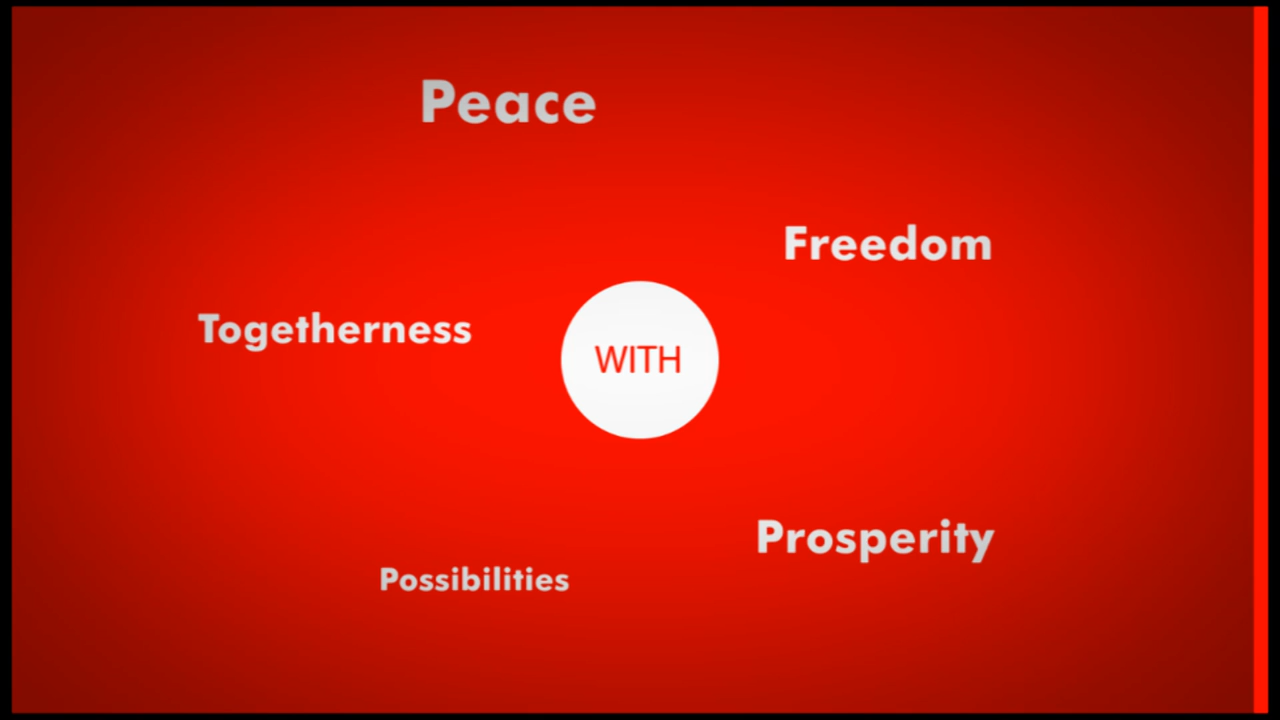 Peace
Freedom
Togetherness
WITH
Prosperity
Possibilities